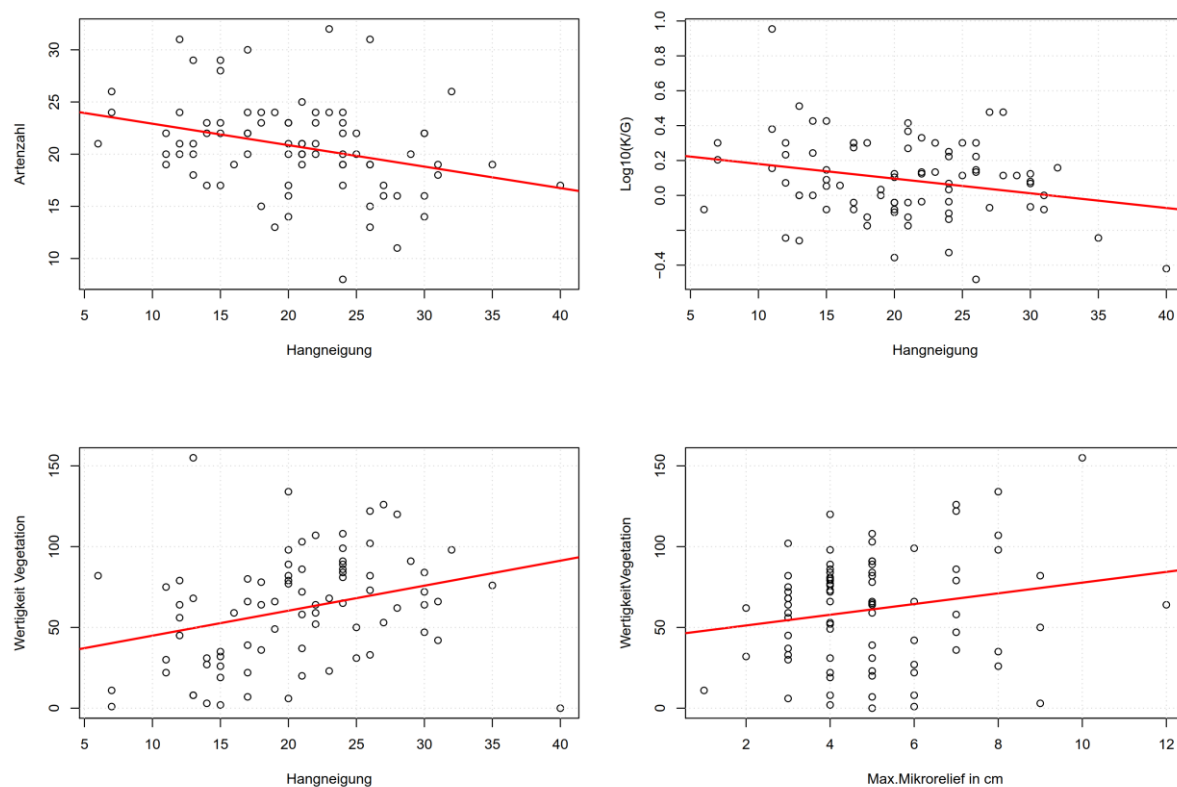 Artenzahl
10 15 20 25 30
5 10 15 20 25 30 35 40
Hangneigung
Log10(K/G)
−0.4 0.0 0.2 0.4 0.6 0.8 1.0
5 10 15 20 25 30 35 40
Hangneigung
Wertigkeit Vegetation
0 50 100 150
5 10 15 20 25 30 35 40
Hangneigung
WertigkeitVegetation
0 50 100 150
2 4 6 8 10 12
Max.Mikrorelief in cm